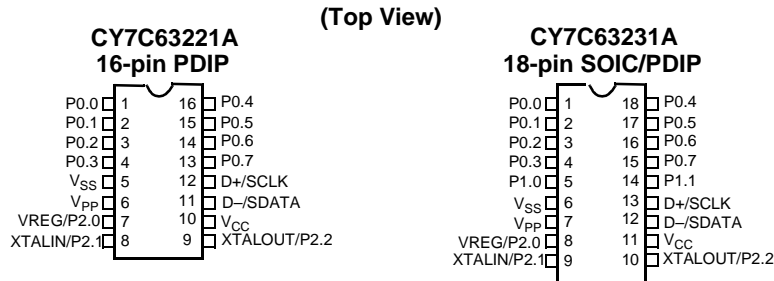 (Top View)
CY7C63221A
16-pin PDIP
P0.0 1 16 P0.4
P0.1 2 15 P0.5
P0.2 3 14 P0.6
P0.3 4 13 P0.7
VSS 5 12 D+/SCLK
VPP 6 11 D–/SDATA
VREG/P2.0 7 10 VCC
XTALIN/P2.1 8 9 XTALOUT/P2.2
CY7C63231A
18-pin SOIC/PDIP
P0.0 1 18 P0.4
P0.1 2 17 P0.5
P0.2 3 16 P0.6
P0.3 4 15 P0.7
P1.0 5 14 P1.1
VSS 6 13 D+/SCLK
VPP 7 12 D–/SDATA
VREG/P2.0 8 11 VCC
XTALIN/P2.1 9 10 XTALOUT/P2.2